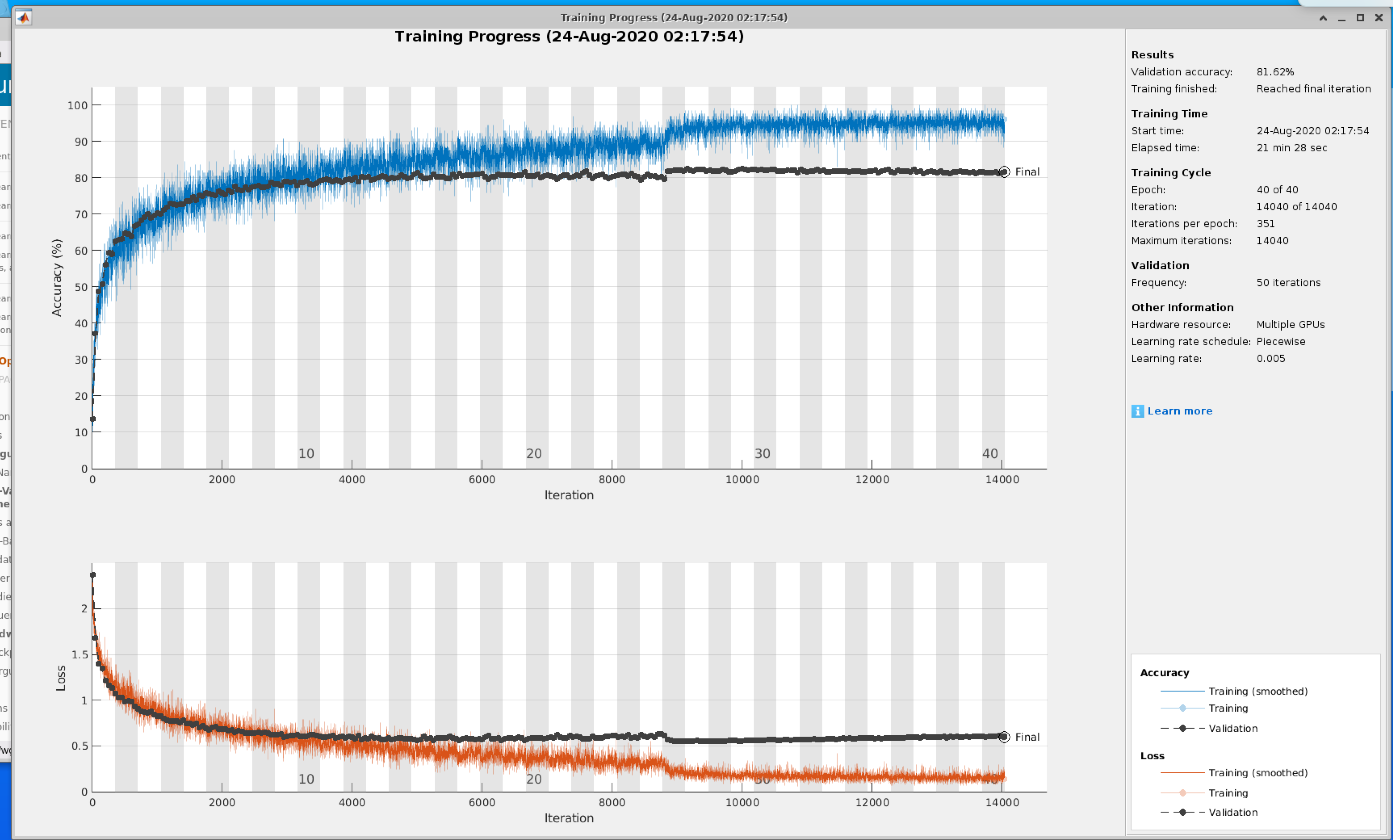 Training Progress (24-Aug-2020 02:17:54)
Training Progress (24-Aug-2020 02:17:54)
100
90
80
70
60
50
40
30
20
10
0
Accuracy (%)
Final
10
20
30
40
0
2000
4000
6000
8000
10000
12000
14000
Iteration
2
1.5
1
0.5
0
Loss
Final
10
20
30
40
0
2000
4000
6000
8000
10000
12000
14000
Iteration
Results
Validation accuracy: 81.62%
Training finished: Reached final iteration
Training Time
Start time: 24-Aug-2020 02:17:54
Elapsed time: 21 min 28 sec
Training Cycle
Epoch: 40 of 40
Iteration: 14040 of 14040
Iterations per epoch: 351
Maximum iterations: 14040
Validation
Frequency: 50 iterations
Other Information
Hardware resource: Multiple GPUs
Learning rate schedule: Piecewise
Learning rate: 0.005
Learn more
Accuracy
Training (smoothed)
Training
Validation
Loss
Training (smoothed)
Training
Validation